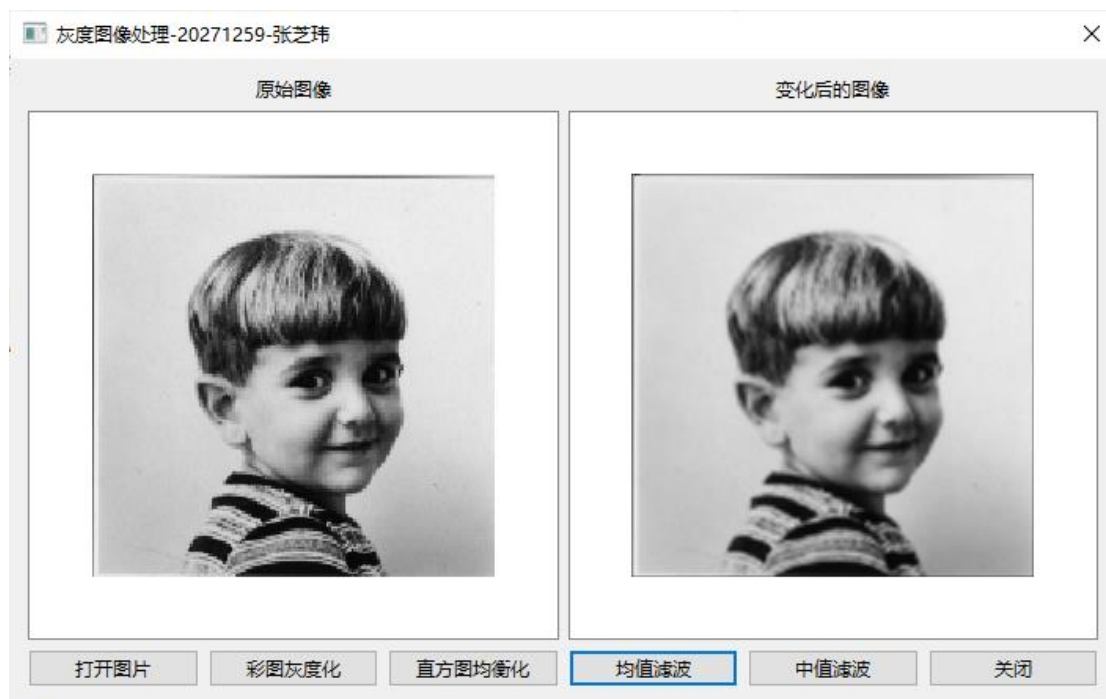 灰度图像处理-20271259-张芝玮
原始图像
变化后的图像
打开图片
彩图灰度化
直方图均衡化
均值滤波
中值滤波
关闭